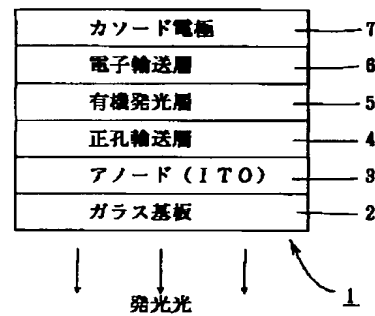 カソード電極 7
電子輸送層 6
有機発光層 5
正孔輸送層 4
アノード（ＩＴＯ） 3
ガラス基板 2
発光光 1